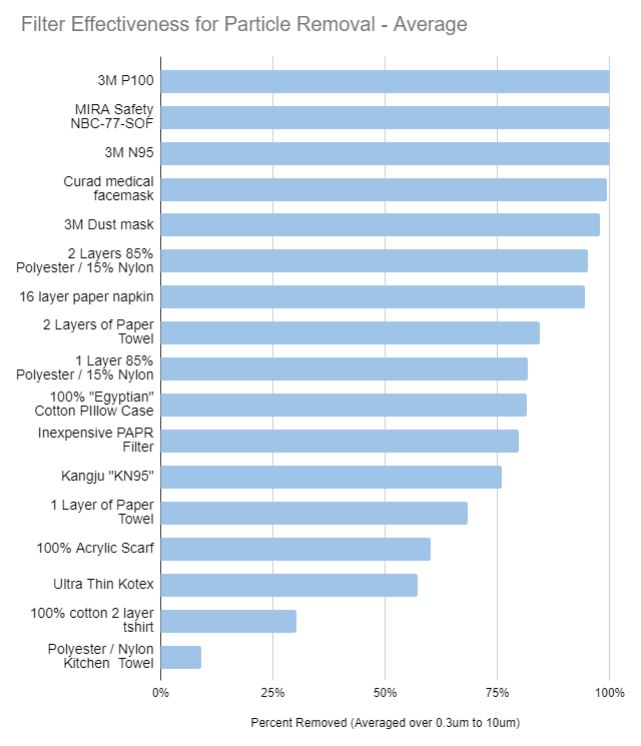 Filter Effectiveness for Particle Removal - Average
3M P100
MIRA Safety
NBC-77-SOF
3M N95
Curad medical
facemask
3M Dust mask
2 Layers 85%
Polyester / 15% Nylon
16 layer paper napkin
2 Layers of Paper
Towel
1 Layer 85%
Polyester / 15% Nylon
100% "Egyptian"
Cotton PIllow Case
Inexpensive PAPR
Filter
Kangju "KN95"
1 Layer of Paper
Towel
100% Acrylic Scarf
Ultra Thin Kotex
100% cotton 2 layer
tshirt
Polyester / Nylon
Kitchen  Towel
0%
25%
50%
75%
100%
Percent Removed (Averaged over 0.3um to 10um)